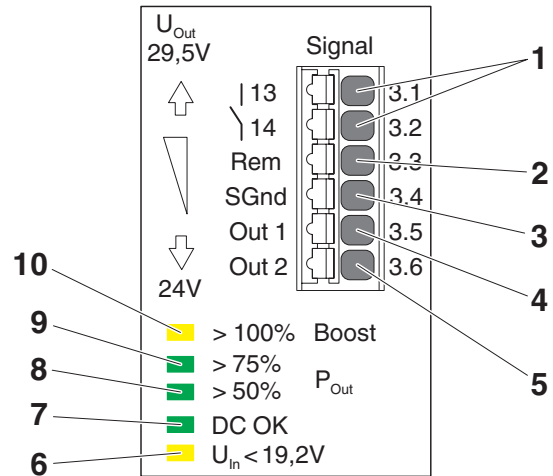 U_Out
29,5V
Signal
1
13
3.1
14
3.2
Rem
3.3
2
SGnd
3.4
3
Out 1
3.5
4
Out 2
3.6
5
24V
10
> 100% Boost
9
> 75%
8
> 50%
P_Out
7
DC OK
6
U_In < 19,2V